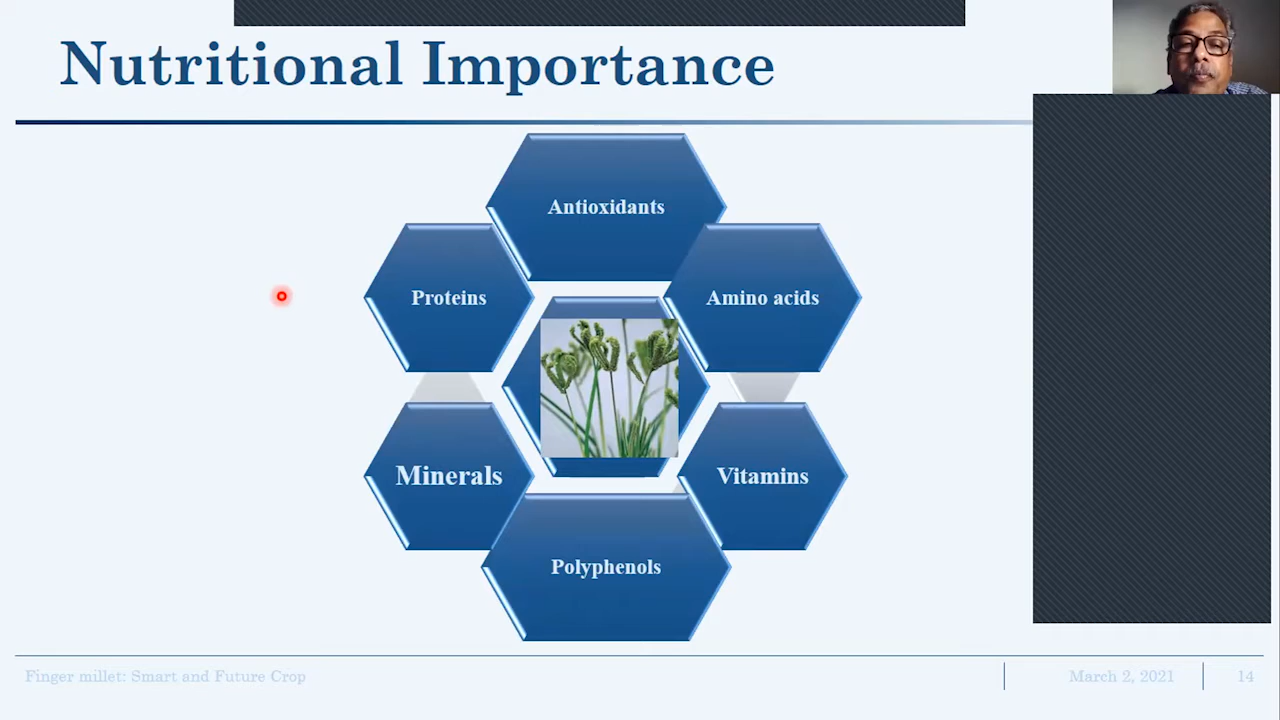 Nutritional Importance
Antioxidants
Proteins
Amino acids
Minerals
Vitamins
Polyphenols
Finger millet: Smart and Future Crop
March 2, 2021
14